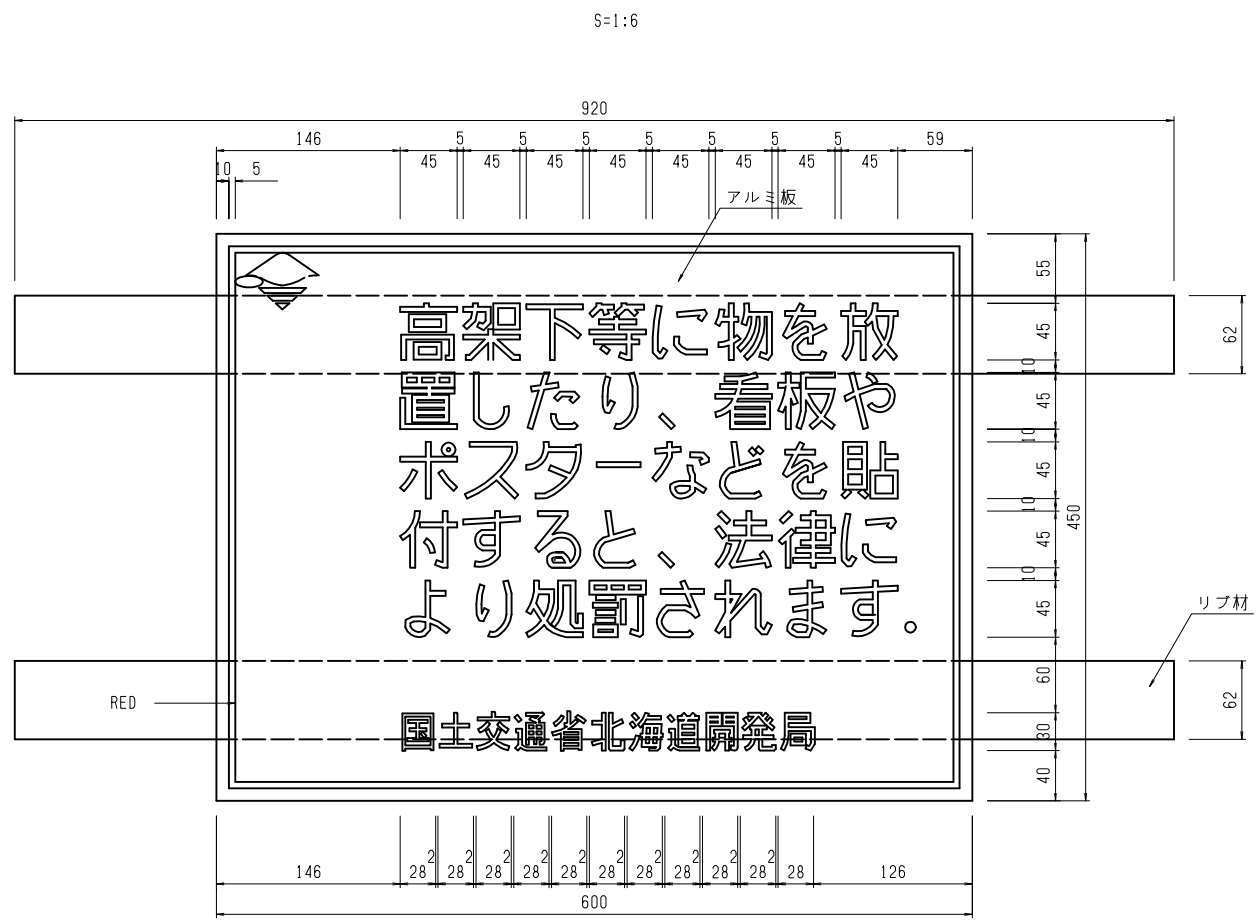 S=1:6
920
146 5 5 5 5 5 5 5 59
45 45 45 45 45 45 45 45
10 5
アルミ板
高架下等に物を放
置したり、看板や
ポスターなどを貼
付すると、法律に
より処罰されます。
国土交通省北海道開発局
RED
リブ材
55
45
10
45
10
45
10
45
10
45
60
30
40
450
62
62
2 2 2 2 2 2 2 2 2 2
146 28 28 28 28 28 28 28 28 28 28 28 126
600